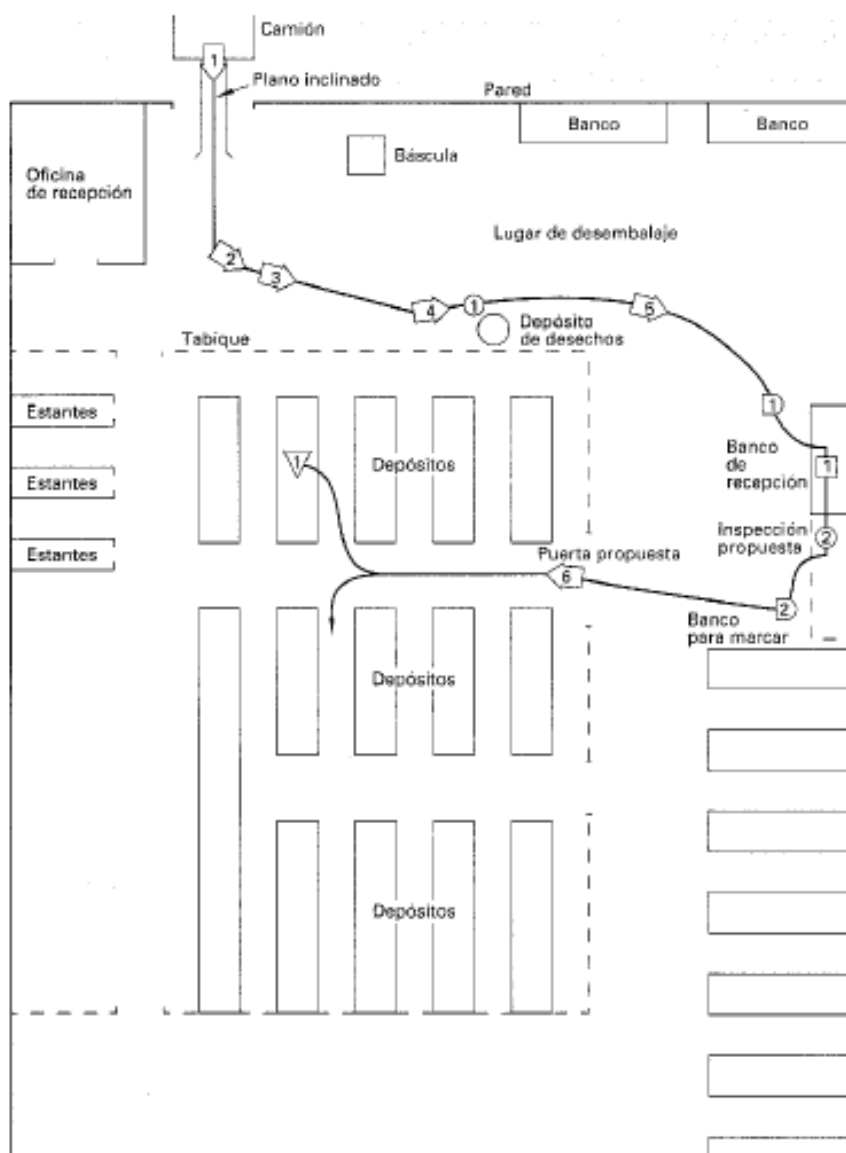 Camión
1
Plano inclinado
Pared
Banco
Banco
Báscula
Oficina
de recepción
Lugar de desembalaje
2
3
4
1
5
Depósito
de desechos
Tabique
Estantes
1
Depósitos
1
Banco
de
recepción
1
Estantes
Inspección
propuesta
2
Estantes
Puerta propuesta
6
2
Banco
para marcar
Depósitos
Depósitos